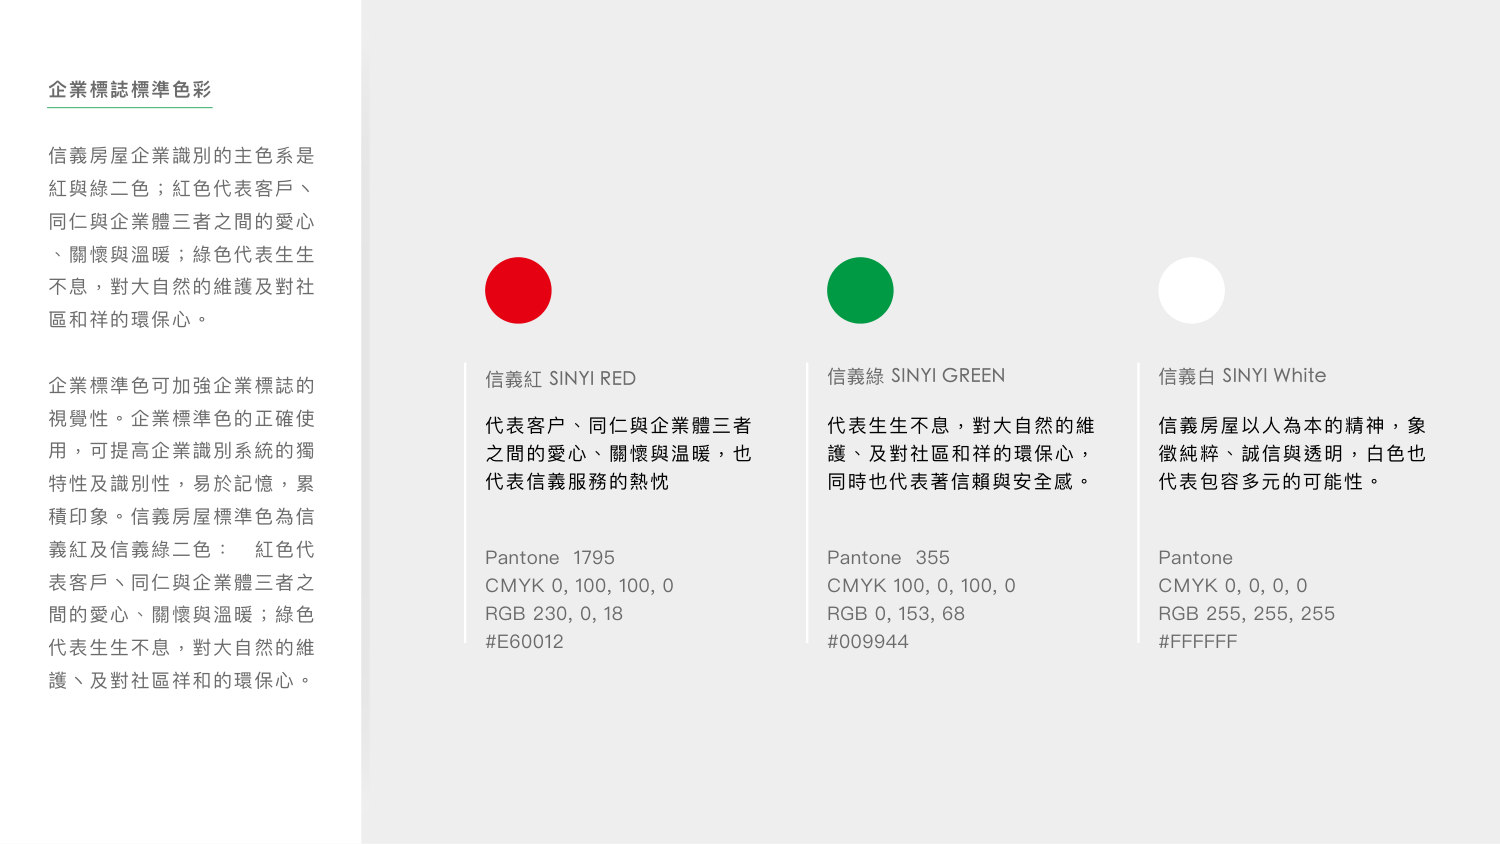 企業標誌標準色彩
信義房屋企業識別的主色系是
紅與綠二色；紅色代表客戶、
同仁與企業體三者之間的愛心
、關懷與溫暖；綠色代表生生
不息，對大自然的維護及對社
區和祥的環保心。
企業標準色可加強企業標誌的
視覺性。企業標準色的正確使
用，可提高企業識別系統的獨
特性及識別性，易於記憶，累
積印象。信義房屋標準色為信
義紅及信義綠二色：　紅色代
表客戶、同仁與企業體三者之
間的愛心、關懷與溫暖；綠色
代表生生不息，對大自然的維
護、及對社區祥和的環保心。
信義紅 SINYI RED
代表客户、同仁與企業體三者
之間的愛心、關懷與温暖，也
代表信義服務的熱忱
Pantone 1795
CMYK 0, 100, 100, 0
RGB 230, 0, 18
#E60012
信義綠 SINYI GREEN
代表生生不息，對大自然的維
護、及對社區和祥的環保心，
同時也代表著信賴與安全感。
Pantone 355
CMYK 100, 0, 100, 0
RGB 0, 153, 68
#009944
信義白 SINYI White
信義房屋以人為本的精神，象
徵純粹、誠信與透明，白色也
代表包容多元的可能性。
Pantone
CMYK 0, 0, 0, 0
RGB 255, 255, 255
#FFFFFF